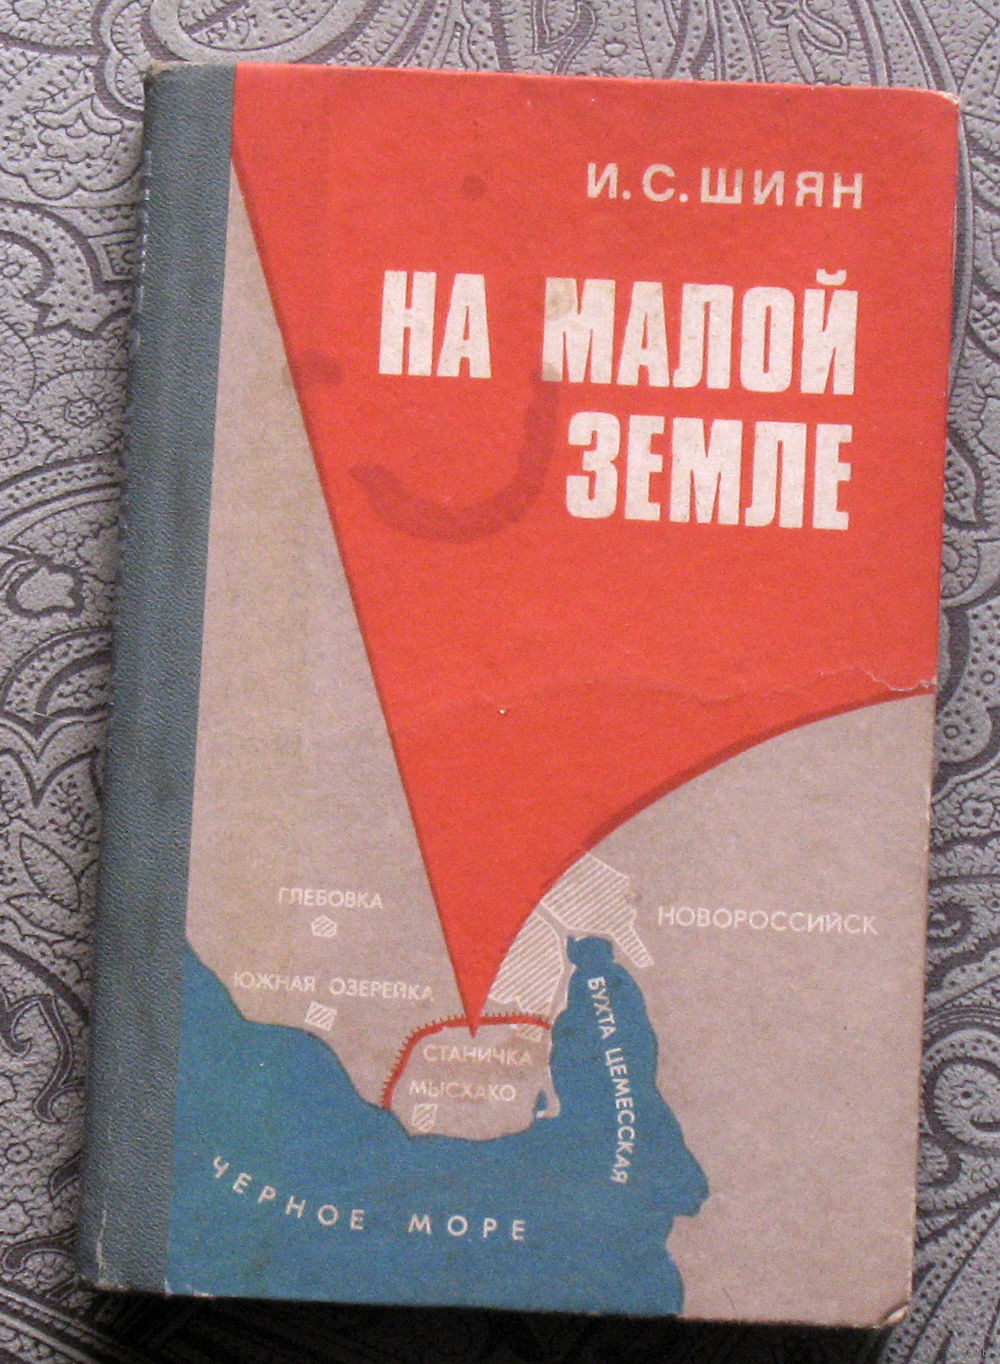 И. С. ШИЯН
НА МАЛОЙ
ЗЕМЛЕ
ГЛЕБОВКА
НОВОРОССИЙСК
ЮЖНАЯ ОЗЕРЕЙКА
БУХТА ЦЕМЕССКАЯ
СТАНИЧКА
МЫСХАКО
ЧЕРНОЕ МОРЕ